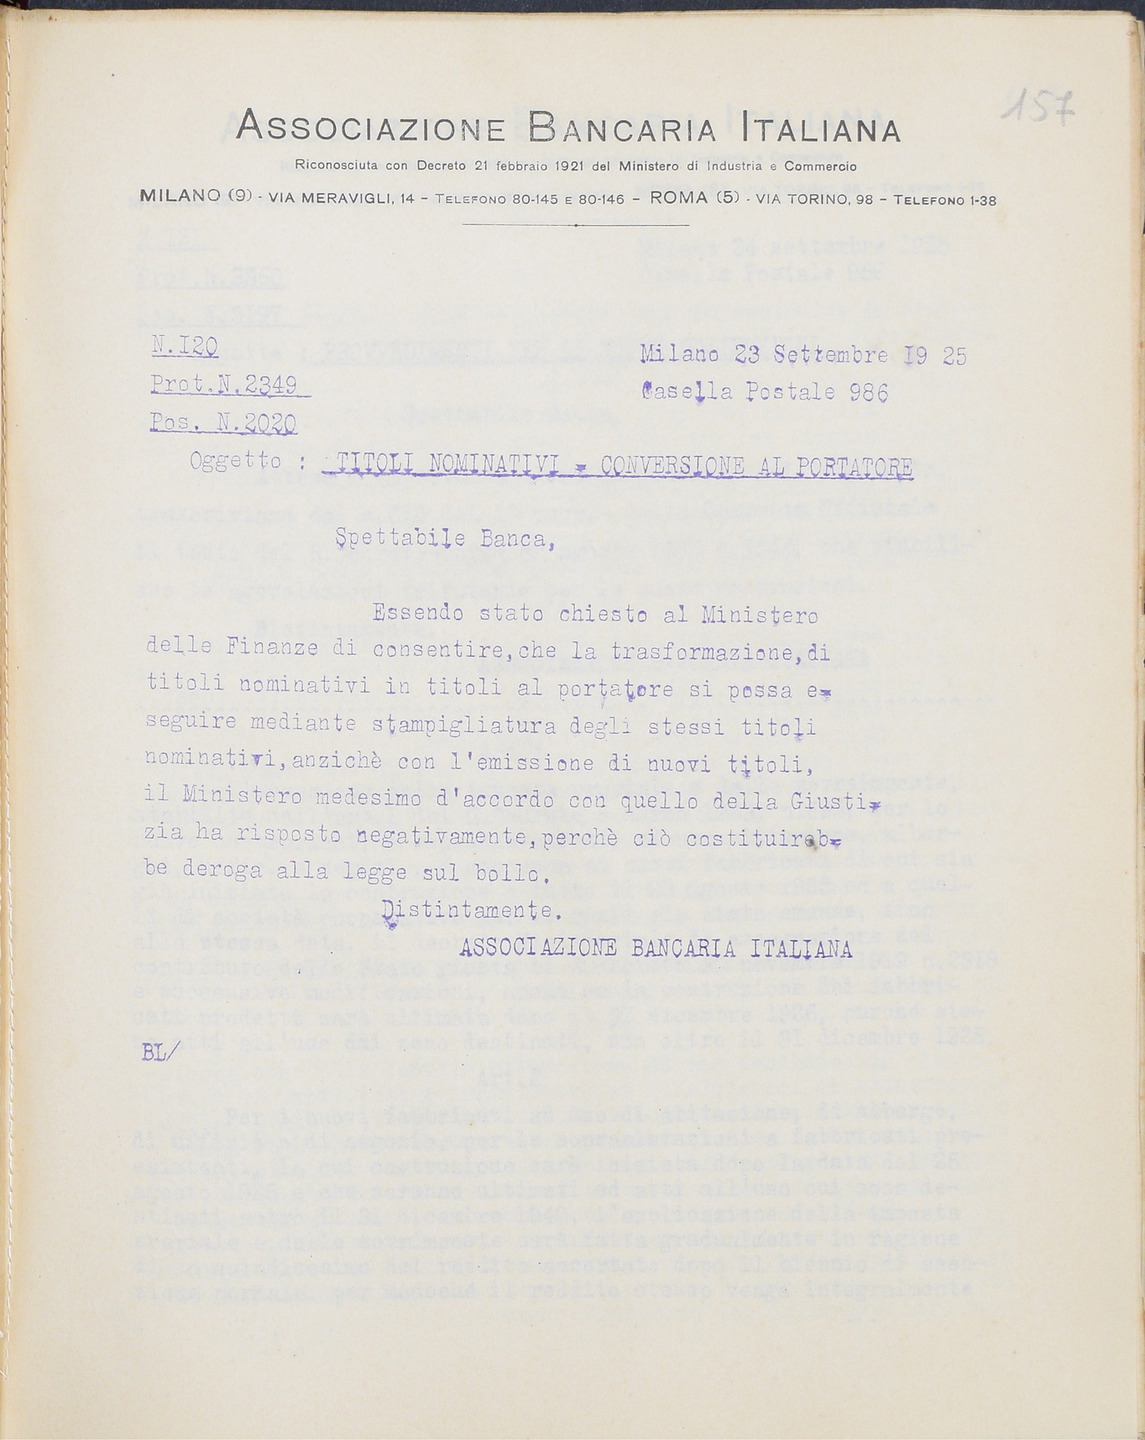 157
ASSOCIAZIONE BANCARIA ITALIANA
Riconosciuta con Decreto 21 febbraio 1921 del Ministero di Industria e Commercio
MILANO (9) - VIA MERAVIGLI, 14 - TELEFONO 80-145 E 80-146 - ROMA (5) - VIA TORINO, 98 - TELEFONO 1-38
N.I20
Milano 23 Settembre I9 25
Prot.N.2349
Casella Postale 986
Pos. N.2020
Oggetto : TITOLI NOMINATIVI - CONVERSIONE AL PORTATORE
Spettabile Banca,
Essendo stato chiesto al Ministero
delle Finanze di consentire,che la trasformazione,di
titoli nominativi in titoli al portatore si possa e-
seguire mediante stampigliatura degli stessi titoli
nominativi,anzichè con l'emissione di nuovi titoli,
il Ministero medesimo d'accordo con quello della Giusti-
zia ha risposto negativamente,perchè ciò costituireb-
be deroga alla legge sul bollo.
Distintamente.
ASSOCIAZIONE BANCARIA ITALIANA
BL/